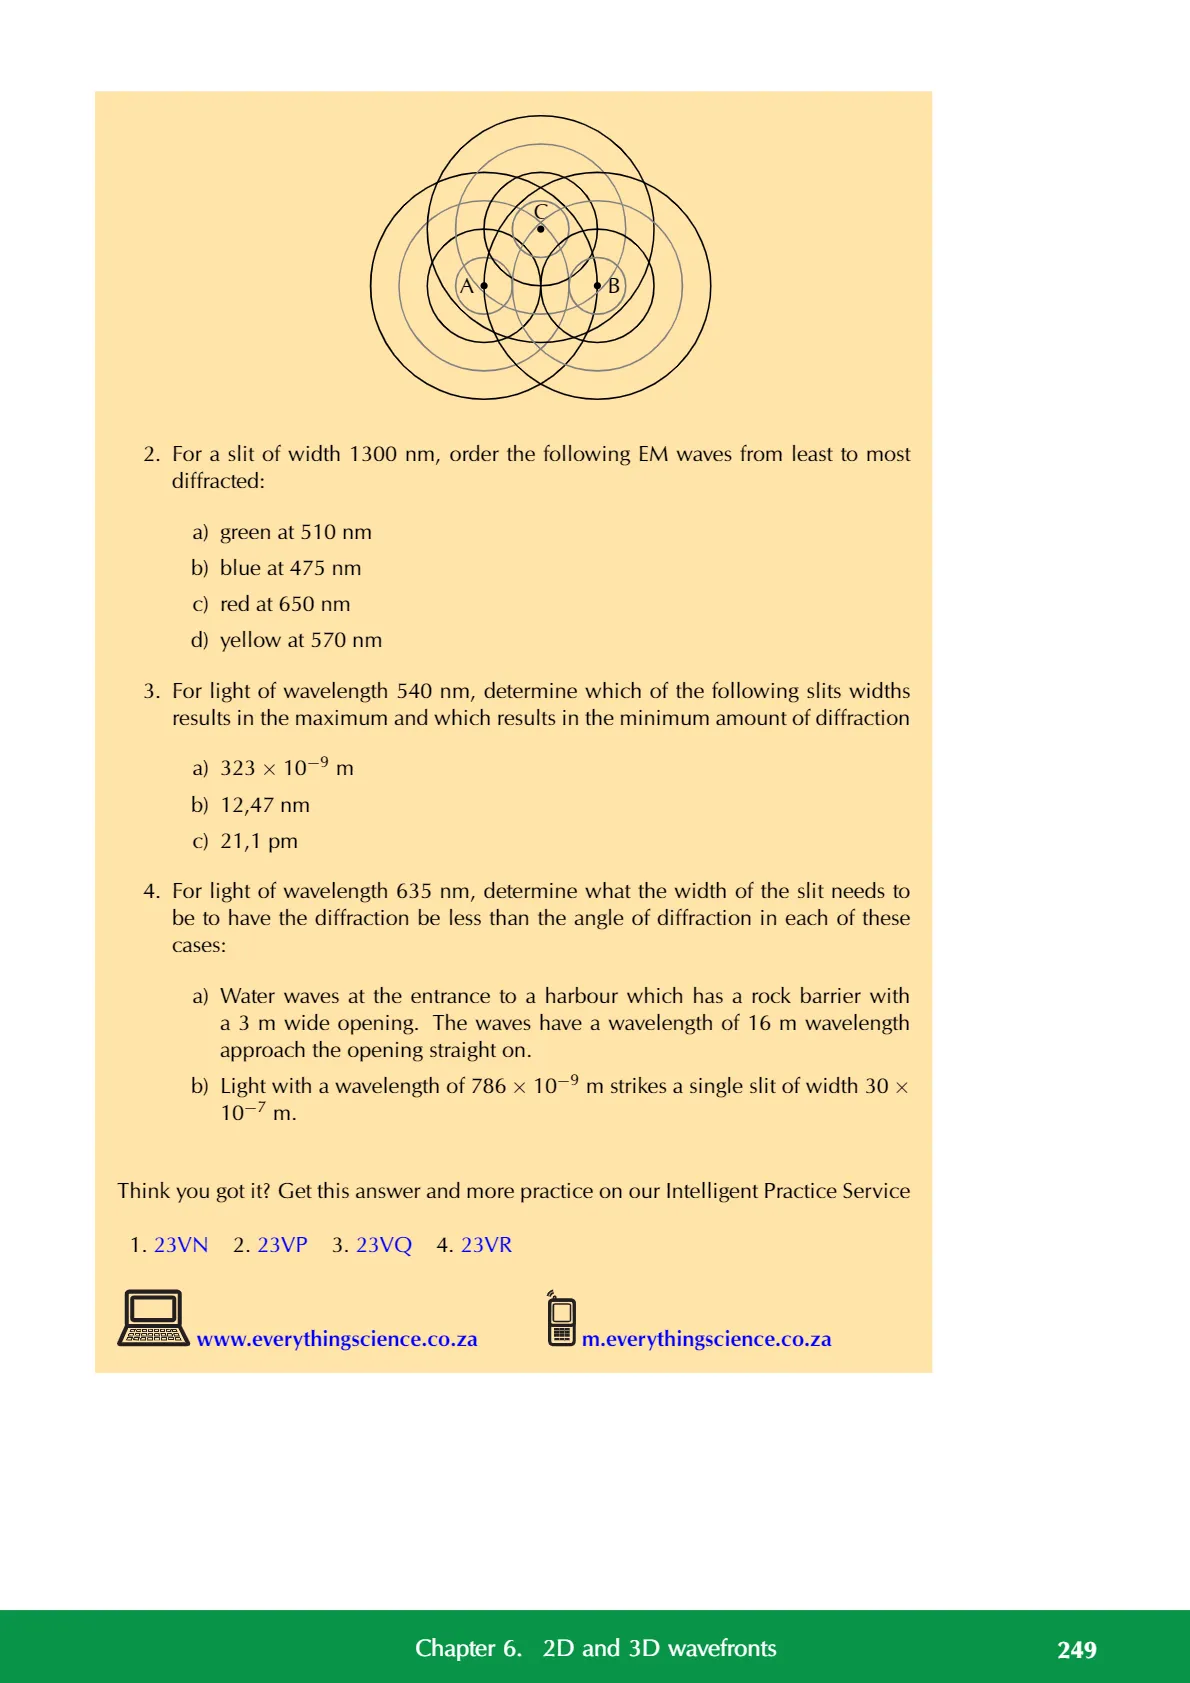 C
A
B
2. For a slit of width 1300 nm, order the following EM waves from least to most
diffracted:
a) green at 510 nm
b) blue at 475 nm
c) red at 650 nm
d) yellow at 570 nm
3. For light of wavelength 540 nm, determine which of the following slits widths
results in the maximum and which results in the minimum amount of diffraction
a) 323 × 10⁻⁹ m
b) 12,47 nm
c) 21,1 pm
4. For light of wavelength 635 nm, determine what the width of the slit needs to
be to have the diffraction be less than the angle of diffraction in each of these
cases:
a) Water waves at the entrance to a harbour which has a rock barrier with
a 3 m wide opening. The waves have a wavelength of 16 m wavelength
approach the opening straight on.
b) Light with a wavelength of 786 × 10⁻⁹ m strikes a single slit of width 30 ×
10⁻⁷ m.
Think you got it? Get this answer and more practice on our Intelligent Practice Service
1. 23VN 2. 23VP 3. 23VQ 4. 23VR
www.everythingscience.co.za m.everythingscience.co.za
Chapter 6. 2D and 3D wavefronts 249